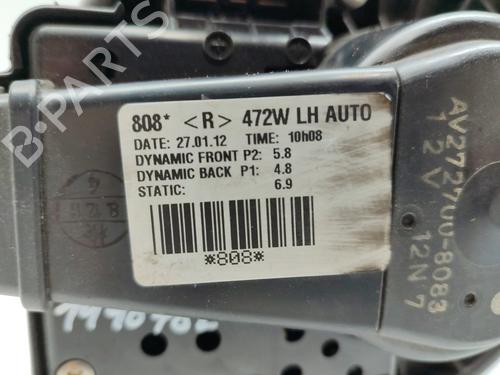 808* <R> 472W LH AUTO
DATE: 27.01.12 TIME: 10h08
DYNAMIC FRONT P2: 5.8
DYNAMIC BACK P1: 4.8
STATIC: 6.9
*808*
AV272700-8083
12V 12N7
B-PARTS